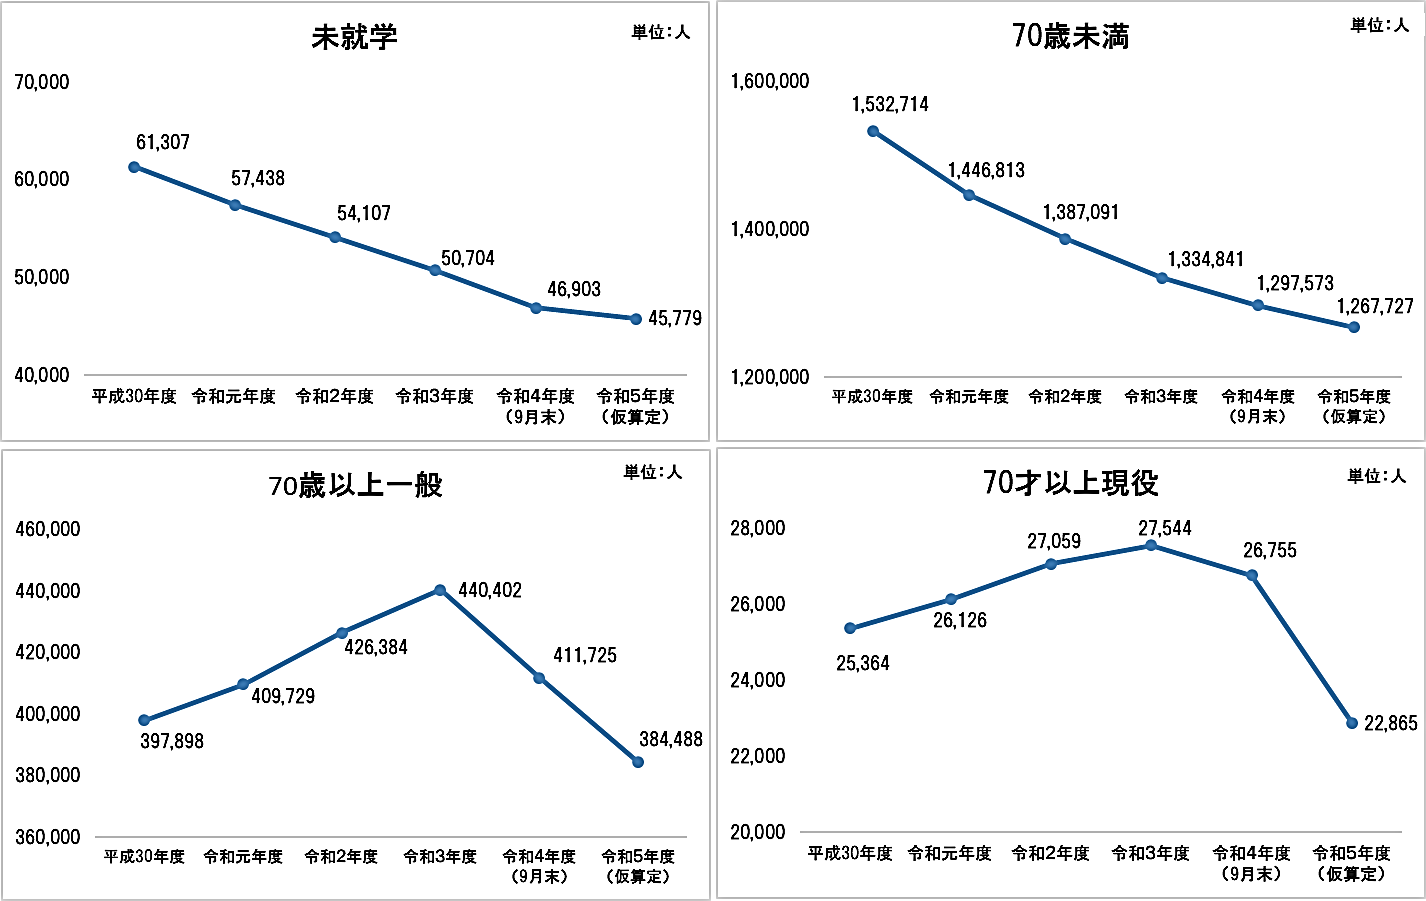 未就学
単位：人
70,000
60,000
50,000
40,000
61,307
57,438
54,107
50,704
46,903
45,779
平成30年度 令和元年度 令和2年度 令和3年度 令和4年度 令和5年度
（9月末） （仮算定）
70歳未満
単位：人
1,600,000
1,400,000
1,200,000
1,532,714
1,446,813
1,387,091
1,334,841
1,297,573
1,267,727
平成30年度 令和元年度 令和2年度 令和3年度 令和4年度 令和5年度
（9月末） （仮算定）
70歳以上一般
単位：人
460,000
440,000
420,000
400,000
380,000
360,000
397,898
409,729
426,384
440,402
411,725
384,488
平成30年度 令和元年度 令和2年度 令和3年度 令和4年度 令和5年度
（9月末） （仮算定）
70才以上現役
単位：人
28,000
26,000
24,000
22,000
20,000
25,364
26,126
27,059
27,544
26,755
22,865
平成30年度 令和元年度 令和2年度 令和3年度 令和4年度 令和5年度
（9月末） （仮算定）